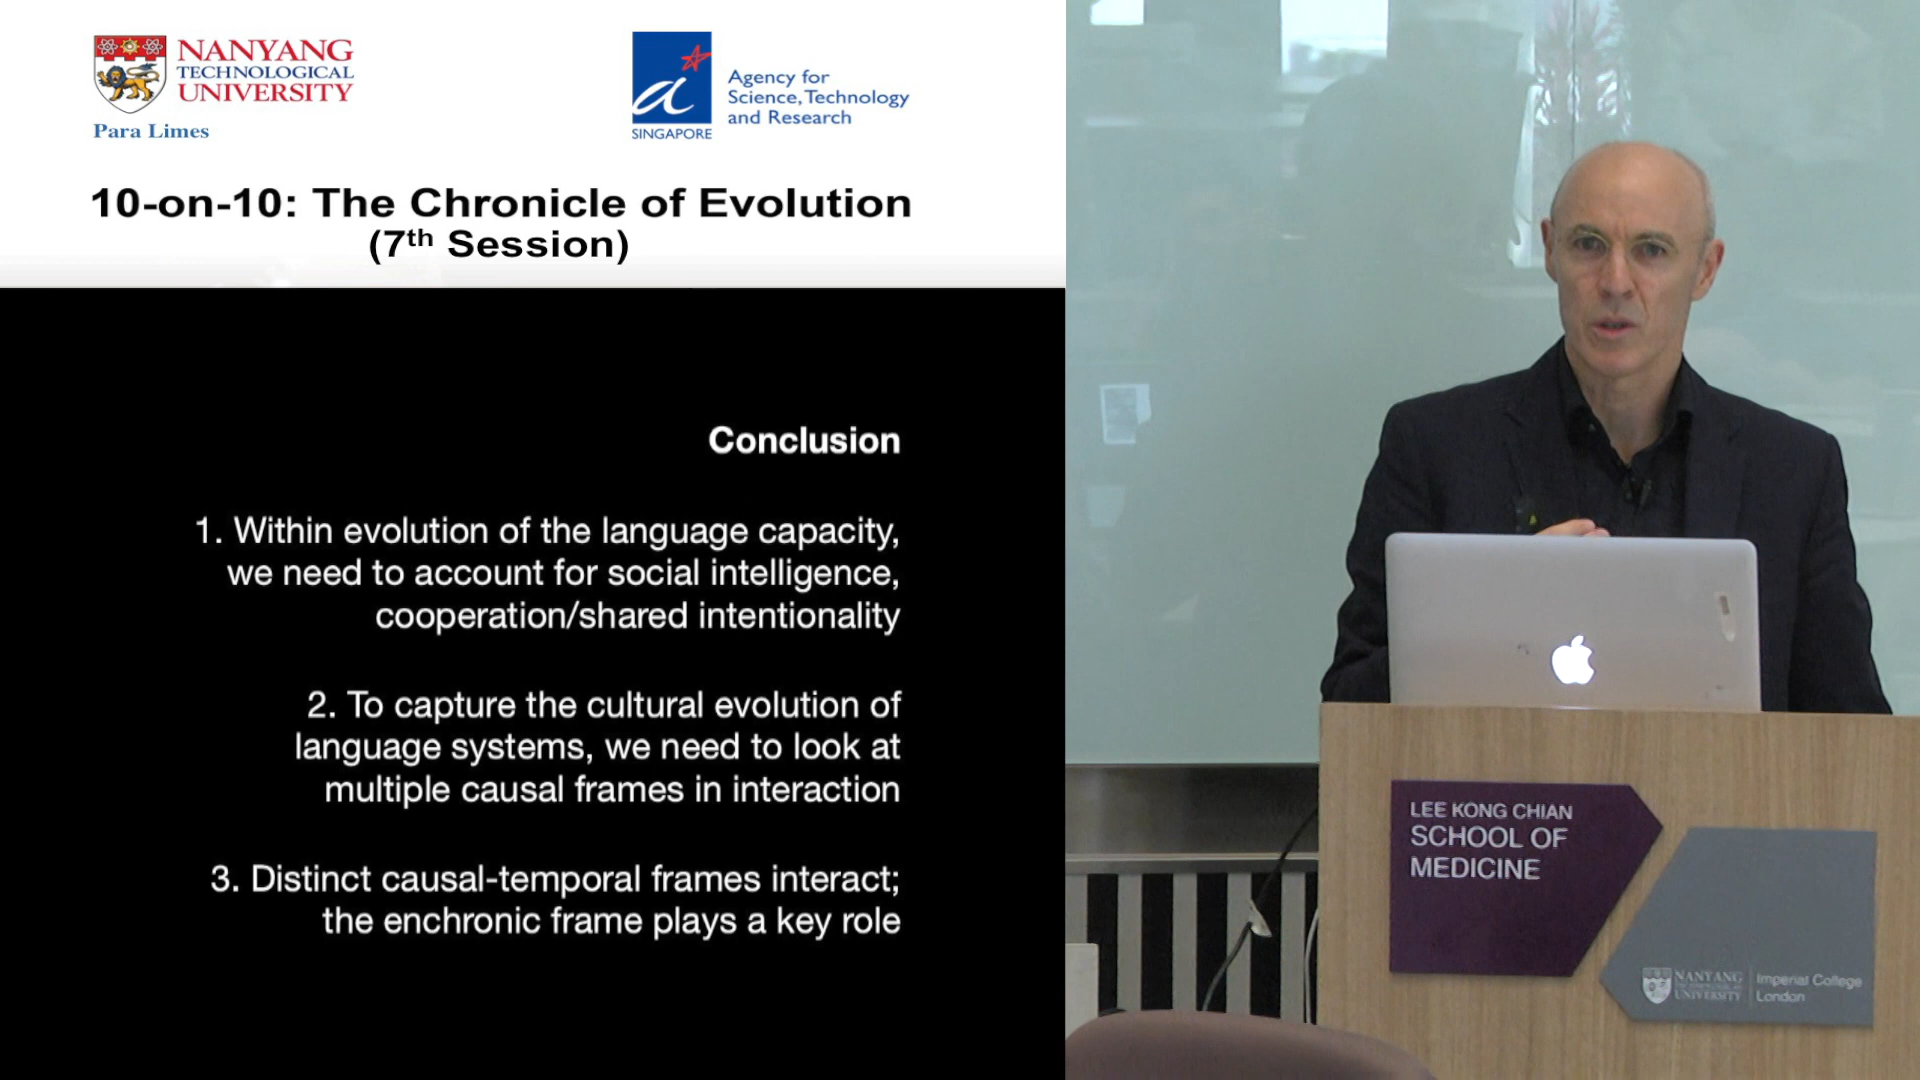 NANYANG
TECHNOLOGICAL
UNIVERSITY
Para Limes
a
SINGAPORE
Agency for
Science, Technology
and Research
10-on-10: The Chronicle of Evolution
(7th Session)
Conclusion
1. Within evolution of the language capacity,
we need to account for social intelligence,
cooperation/shared intentionality
2. To capture the cultural evolution of
language systems, we need to look at
multiple causal frames in interaction
3. Distinct causal-temporal frames interact;
the enchronic frame plays a key role
LEE KONG CHIAN
SCHOOL OF
MEDICINE
NANYANG
UNIVERSITY
Imperial College
London